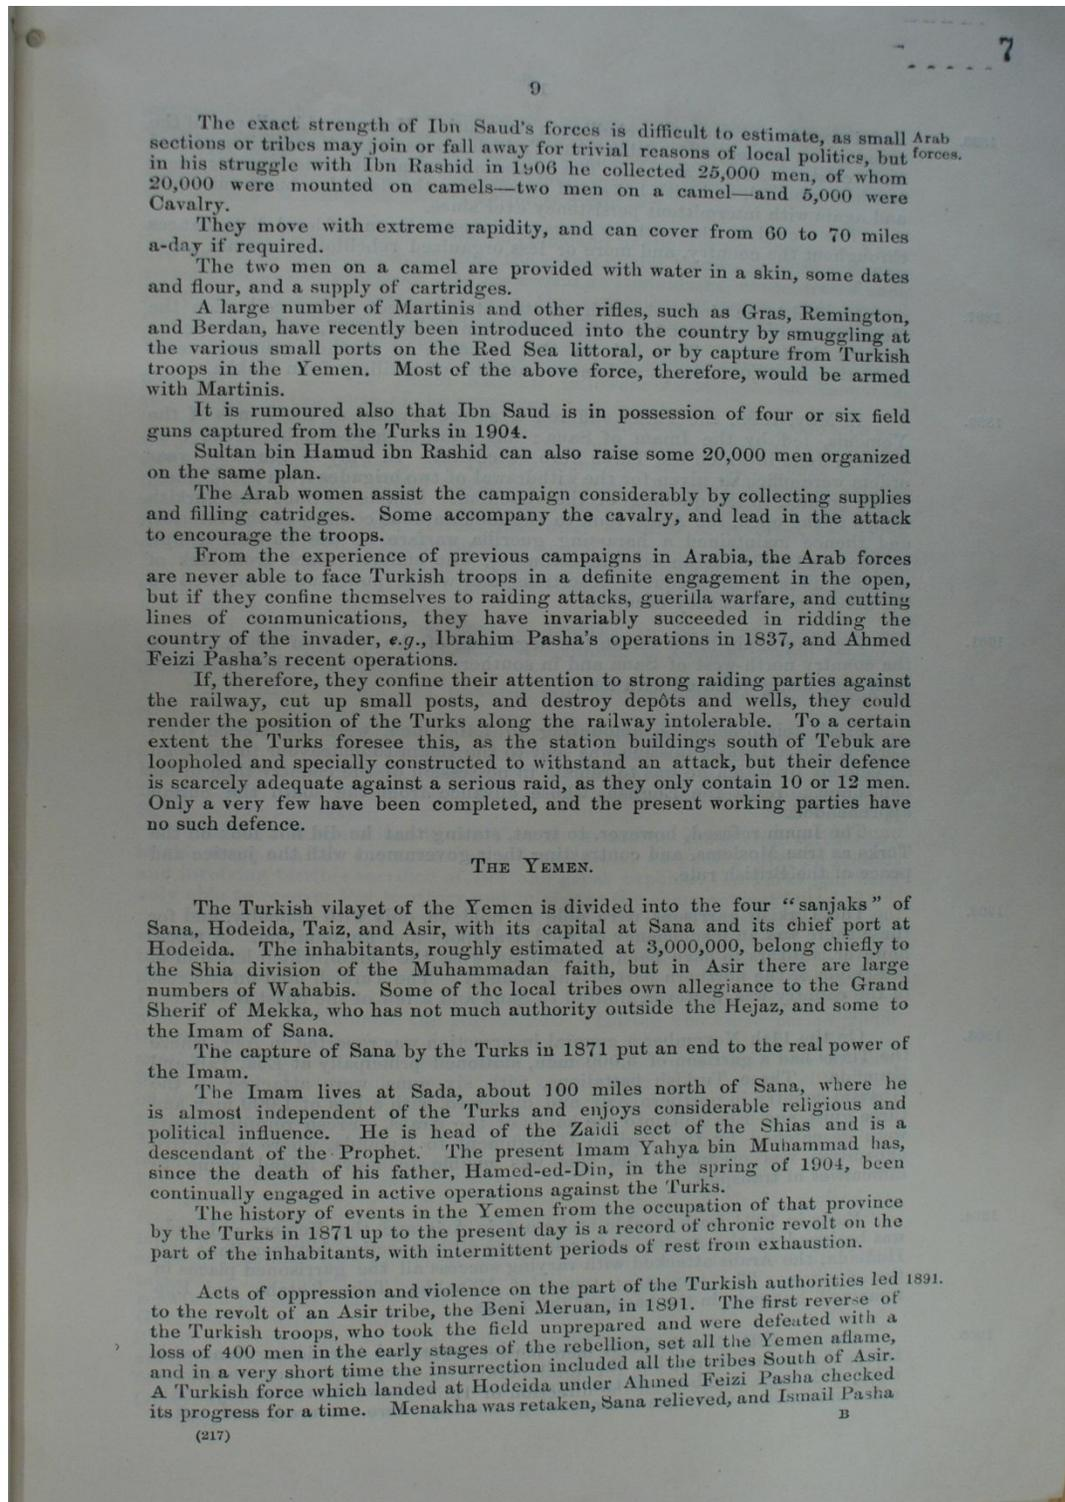 7
9
The exact strength of Ibn Saud's forces is difficult to estimate, as small Arab
sections or tribes may join or fall away for trivial reasons of local politics, but forces.
in his struggle with Ibn Rashid in 1906 he collected 25,000 men, of whom
20,000 were mounted on camels—two men on a camel—and 5,000 were
Cavalry.
They move with extreme rapidity, and can cover from 60 to 70 miles
a-day if required.
The two men on a camel are provided with water in a skin, some dates
and flour, and a supply of cartridges.
A large number of Martinis and other rifles, such as Gras, Remington,
and Berdan, have recently been introduced into the country by smuggling at
the various small ports on the Red Sea littoral, or by capture from Turkish
troops in the Yemen. Most of the above force, therefore, would be armed
with Martinis.
It is rumoured also that Ibn Saud is in possession of four or six field
guns captured from the Turks in 1904.
Sultan bin Hamud ibn Rashid can also raise some 20,000 men organized
on the same plan.
The Arab women assist the campaign considerably by collecting supplies
and filling catridges. Some accompany the cavalry, and lead in the attack
to encourage the troops.
From the experience of previous campaigns in Arabia, the Arab forces
are never able to face Turkish troops in a definite engagement in the open,
but if they confine themselves to raiding attacks, guerilla warfare, and cutting
lines of communications, they have invariably succeeded in ridding the
country of the invader, e.g., Ibrahim Pasha's operations in 1837, and Ahmed
Feizi Pasha's recent operations.
If, therefore, they confine their attention to strong raiding parties against
the railway, cut up small posts, and destroy depôts and wells, they could
render the position of the Turks along the railway intolerable. To a certain
extent the Turks foresee this, as the station buildings south of Tebuk are
loopholed and specially constructed to withstand an attack, but their defence
is scarcely adequate against a serious raid, as they only contain 10 or 12 men.
Only a very few have been completed, and the present working parties have
no such defence.
THE YEMEN.
The Turkish vilayet of the Yemen is divided into the four "sanjaks" of
Sana, Hodeida, Taiz, and Asir, with its capital at Sana and its chief port at
Hodeida. The inhabitants, roughly estimated at 3,000,000, belong chiefly to
the Shia division of the Muhammadan faith, but in Asir there are large
numbers of Wahabis. Some of the local tribes own allegiance to the Grand
Sherif of Mekka, who has not much authority outside the Hejaz, and some to
the Imam of Sana.
The capture of Sana by the Turks in 1871 put an end to the real power of
the Imam.
The Imam lives at Sada, about 100 miles north of Sana, where he
is almost independent of the Turks and enjoys considerable religious and
political influence. He is head of the Zaidi sect of the Shias and is a
descendant of the Prophet. The present Imam Yahya bin Muhammad has,
since the death of his father, Hamed-ed-Din, in the spring of 1904, been
continually engaged in active operations against the Turks.
The history of events in the Yemen from the occupation of that province
by the Turks in 1871 up to the present day is a record of chronic revolt on the
part of the inhabitants, with intermittent periods of rest from exhaustion.
Acts of oppression and violence on the part of the Turkish authorities led 1891.
to the revolt of an Asir tribe, the Beni Meruan, in 1891. The first reverse of
the Turkish troops, who took the field unprepared and were defeated with a
loss of 400 men in the early stages of the rebellion, set all the Yemen aflame,
and in a very short time the insurrection included all the tribes South of Asir.
A Turkish force which landed at Hodeida under Ahmed Feizi Pasha checked
its progress for a time. Menakha was retaken, Sana relieved, and Ismail Pasha
B
(217)